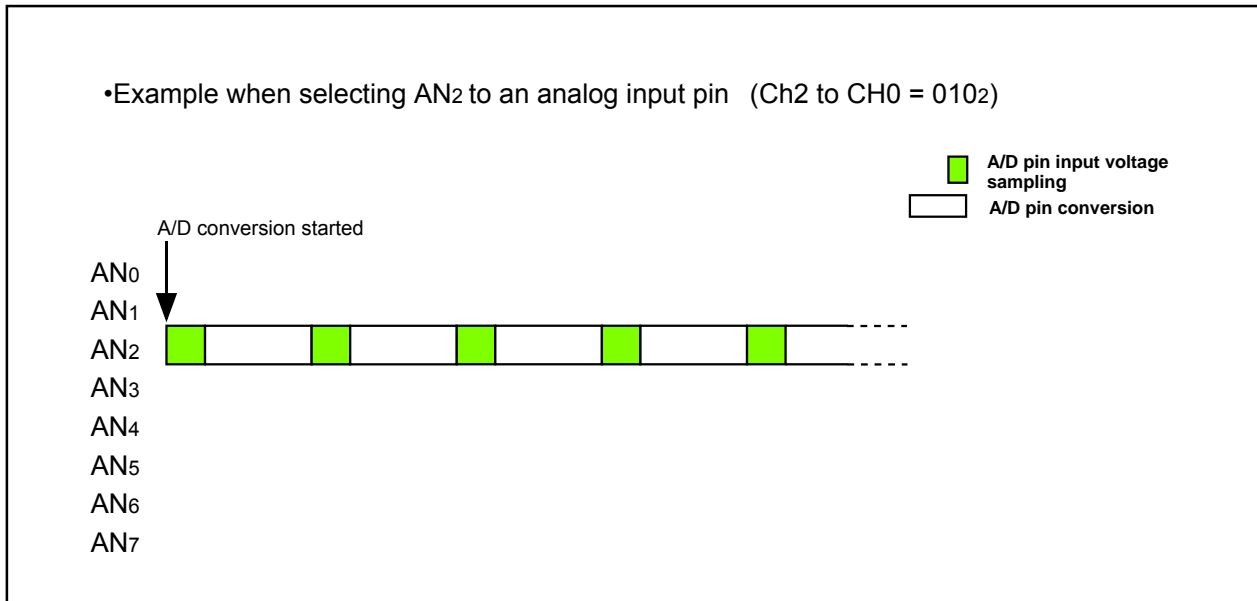 •Example when selecting AN2 to an analog input pin (Ch2 to CH0 = 0102)
A/D pin input voltage
sampling
A/D pin conversion
A/D conversion started
AN0
AN1
AN2
AN3
AN4
AN5
AN6
AN7